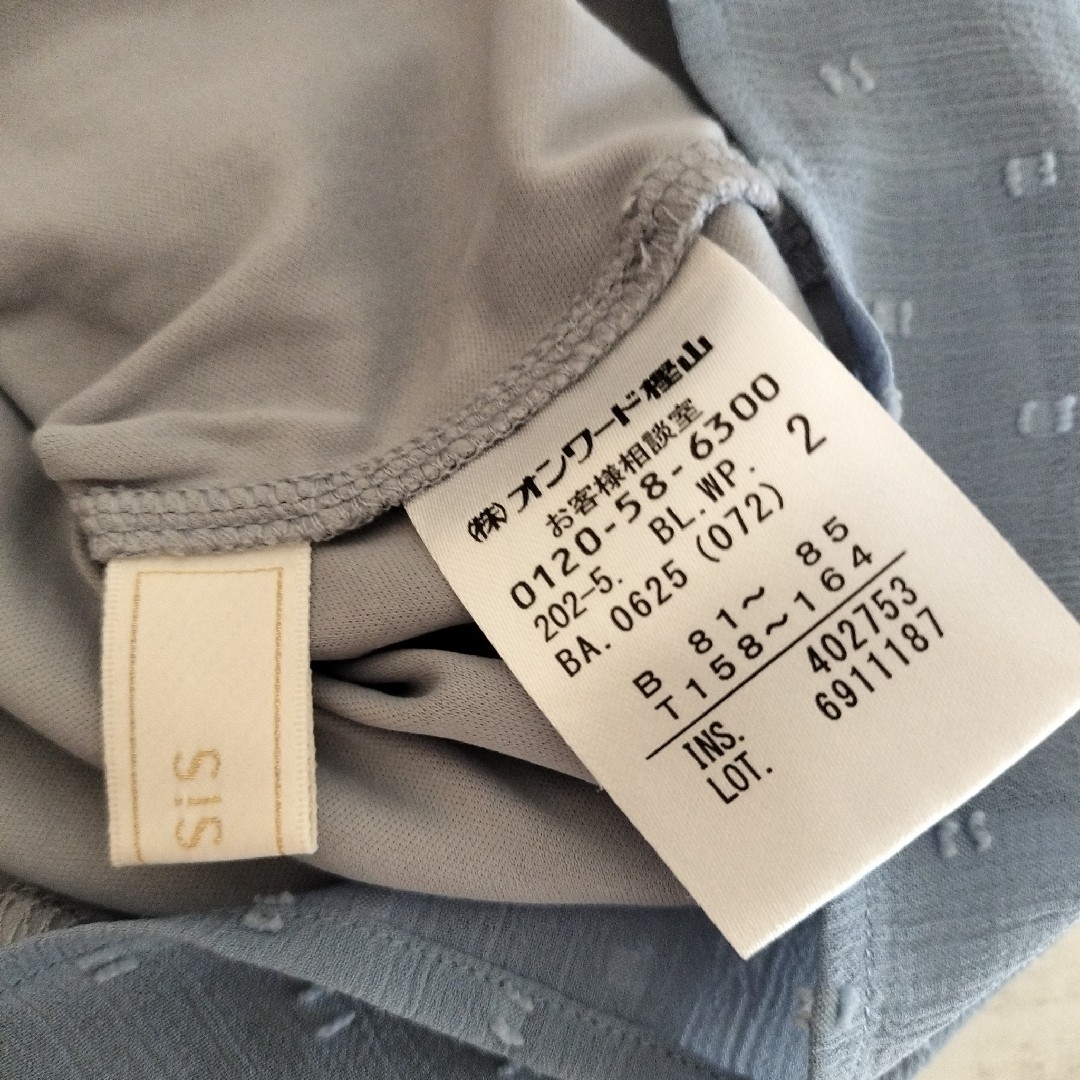 ㈱オンワード樫山
お客様相談室
0120-58-6300
202-5. BL.WP. 2
BA. 0625 (072)
B 81～ 85
T158～164
INS. 402753
LOT. 6911187
SiS